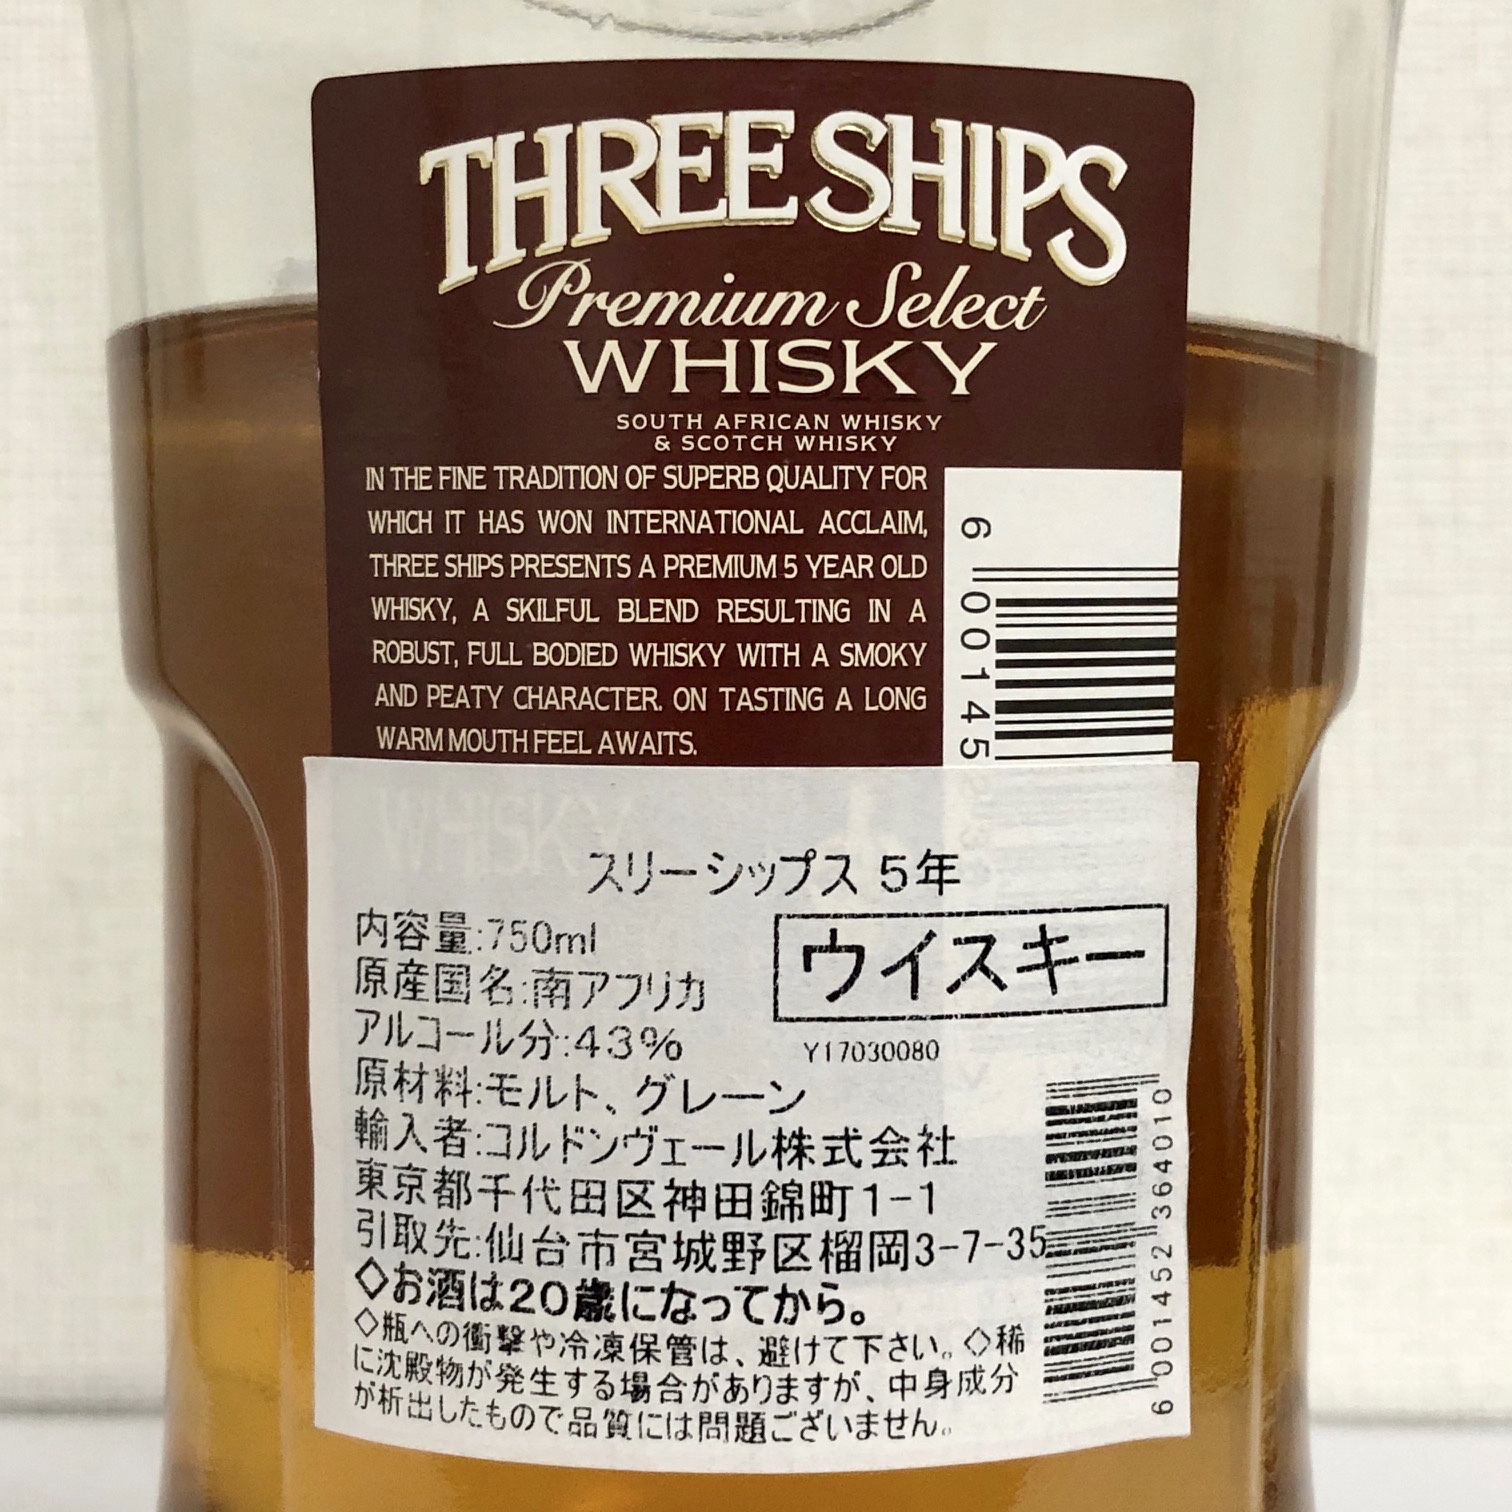 THREE SHIPS
Premium Select
WHISKY
SOUTH AFRICAN WHISKY
& SCOTCH WHISKY
IN THE FINE TRADITION OF SUPERB QUALITY FOR
WHICH IT HAS WON INTERNATIONAL ACCLAIM,
THREE SHIPS PRESENTS A PREMIUM 5 YEAR OLD
WHISKY, A SKILFUL BLEND RESULTING IN A
ROBUST, FULL BODIED WHISKY WITH A SMOKY
AND PEATY CHARACTER. ON TASTING A LONG
WARM MOUTH FEEL AWAITS.
6 00145
WHISKY
スリーシップス 5年
内容量:750ml
ウイスキー
原産国名:南アフリカ
アルコール分:43%
Y17030080
原材料:モルト、グレーン
輸入者:コルドンヴェール株式会社
東京都千代田区神田錦町1-1
引取先:仙台市宮城野区榴岡3-7-35
◇お酒は20歳になってから。
◇瓶への衝撃や冷凍保管は、避けて下さい。◇稀
に沈殿物が発生する場合がありますが、中身成分
が析出したもので品質には問題ございません。
6 001452 364010